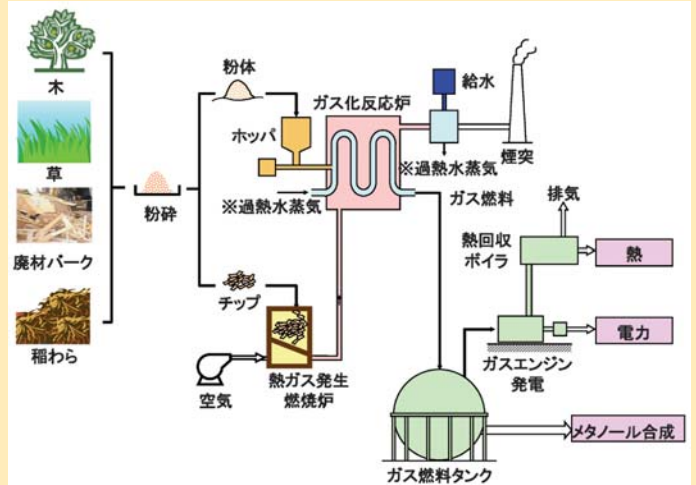 木
草
廃材バーク
稲わら
粉砕
粉体
ホッパ
チップ
空気
熱ガス発生
燃焼炉
ガス化反応炉
※過熱水蒸気
給水
※過熱水蒸気
煙突
ガス燃料
排気
熱回収
ボイラ
熱
ガスエンジン
発電
電力
メタノール合成
ガス燃料タンク